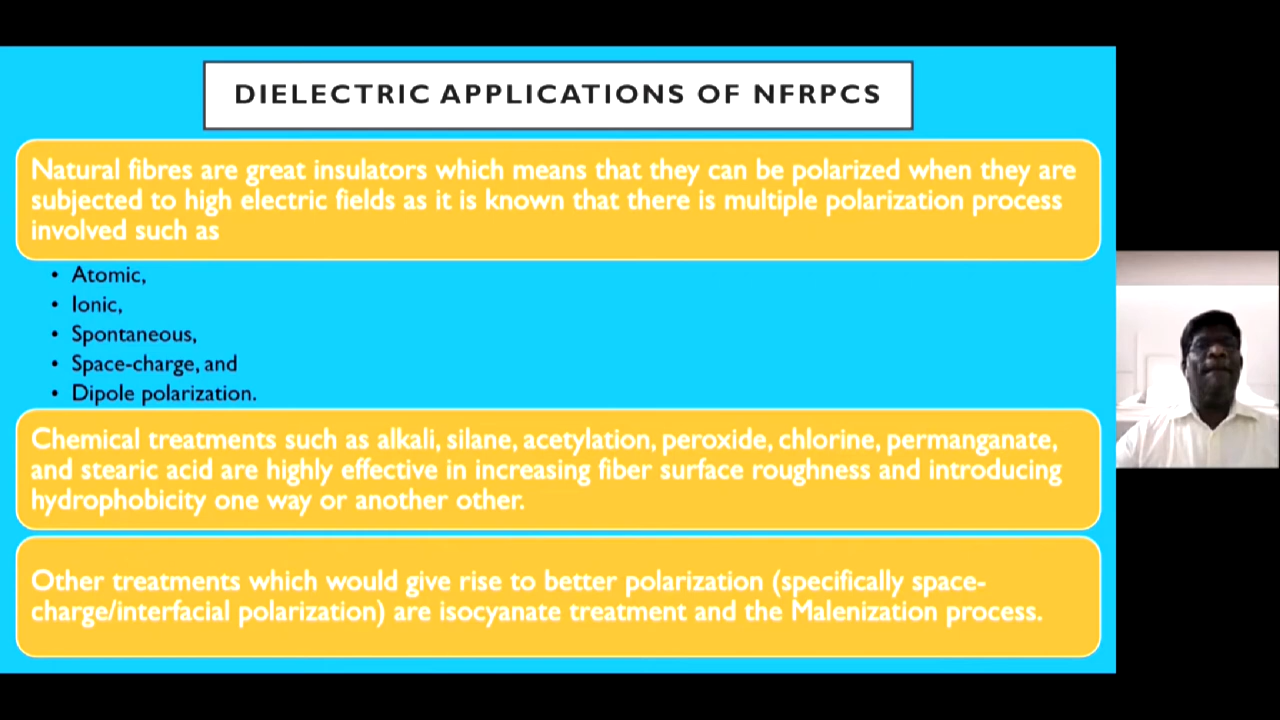 DIELECTRIC APPLICATIONS OF NFRPCS
Natural fibres are great insulators which means that they can be polarized when they are
subjected to high electric fields as it is known that there is multiple polarization process
involved such as
• Atomic,
• Ionic,
• Spontaneous,
• Space-charge, and
• Dipole polarization.
Chemical treatments such as alkali, silane, acetylation, peroxide, chlorine, permanganate,
and stearic acid are highly effective in increasing fiber surface roughness and introducing
hydrophobicity one way or another other.
Other treatments which would give rise to better polarization (specifically space-
charge/interfacial polarization) are isocyanate treatment and the Malenization process.